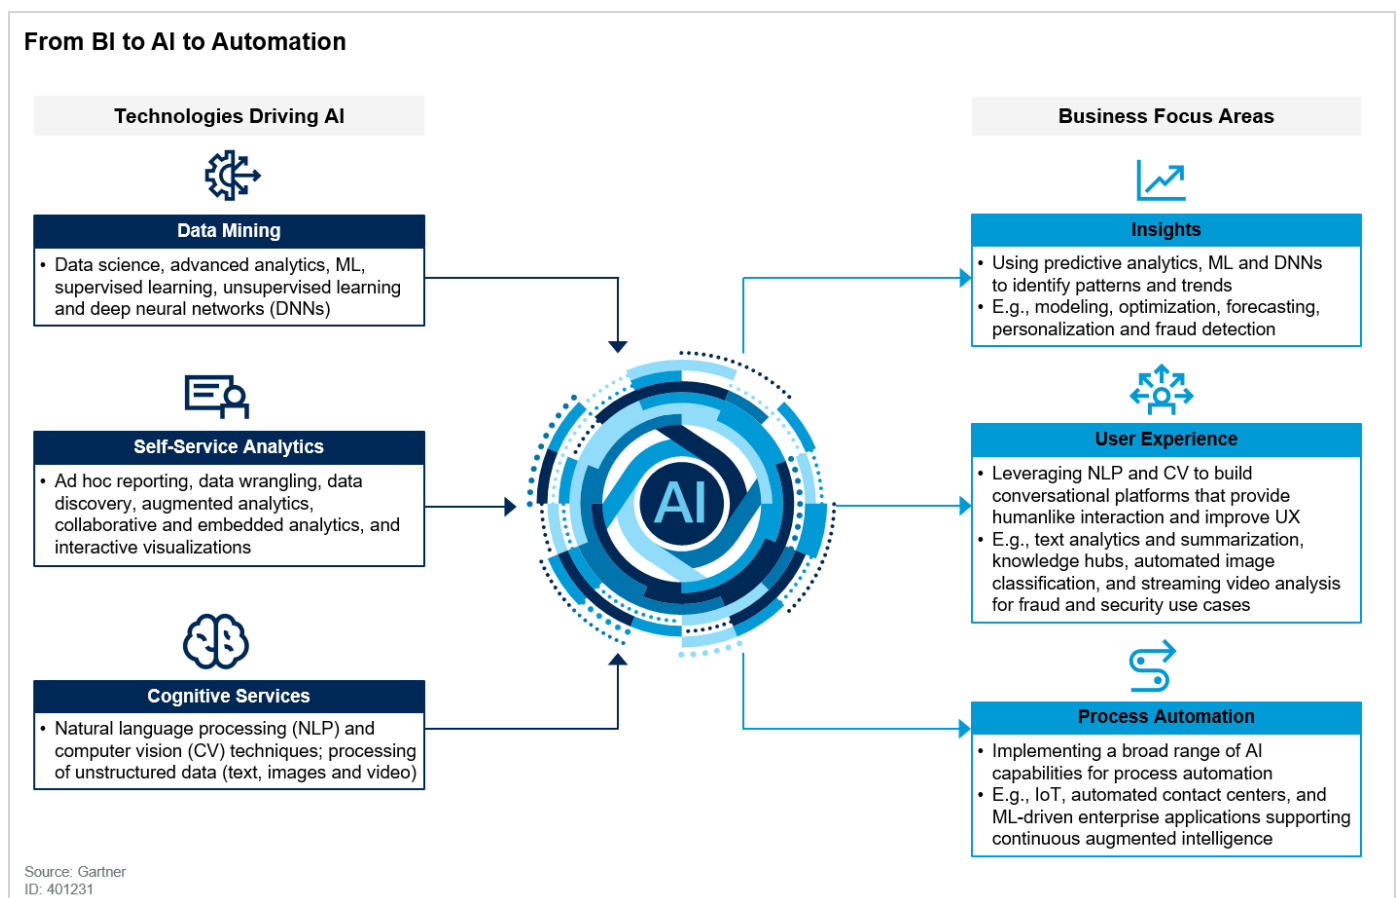 From BI to AI to Automation
Technologies Driving AI
Data Mining
• Data science, advanced analytics, ML,
supervised learning, unsupervised learning
and deep neural networks (DNNs)
Self-Service Analytics
• Ad hoc reporting, data wrangling, data
discovery, augmented analytics,
collaborative and embedded analytics, and
interactive visualizations
Cognitive Services
• Natural language processing (NLP) and
computer vision (CV) techniques; processing
of unstructured data (text, images and video)
AI
Business Focus Areas
Insights
• Using predictive analytics, ML and DNNs
to identify patterns and trends
• E.g., modeling, optimization, forecasting,
personalization and fraud detection
User Experience
• Leveraging NLP and CV to build
conversational platforms that provide
humanlike interaction and improve UX
• E.g., text analytics and summarization,
knowledge hubs, automated image
classification, and streaming video analysis
for fraud and security use cases
Process Automation
• Implementing a broad range of AI
capabilities for process automation
• E.g., IoT, automated contact centers, and
ML-driven enterprise applications supporting
continuous augmented intelligence
Source: Gartner
ID: 401231